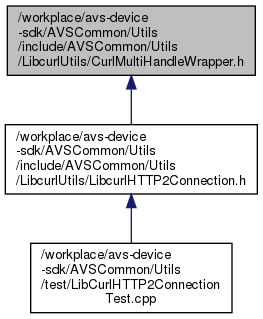 /workplace/avs-device
-sdk/AVSCommon/Utils
/include/AVSCommon/Utils
/LibcurlUtils/CurlMultiHandleWrapper.h
/workplace/avs-device
-sdk/AVSCommon/Utils
/include/AVSCommon/Utils
/LibcurlUtils/LibcurlHTTP2Connection.h
/workplace/avs-device
-sdk/AVSCommon/Utils
/test/LibCurlHTTP2Connection
Test.cpp